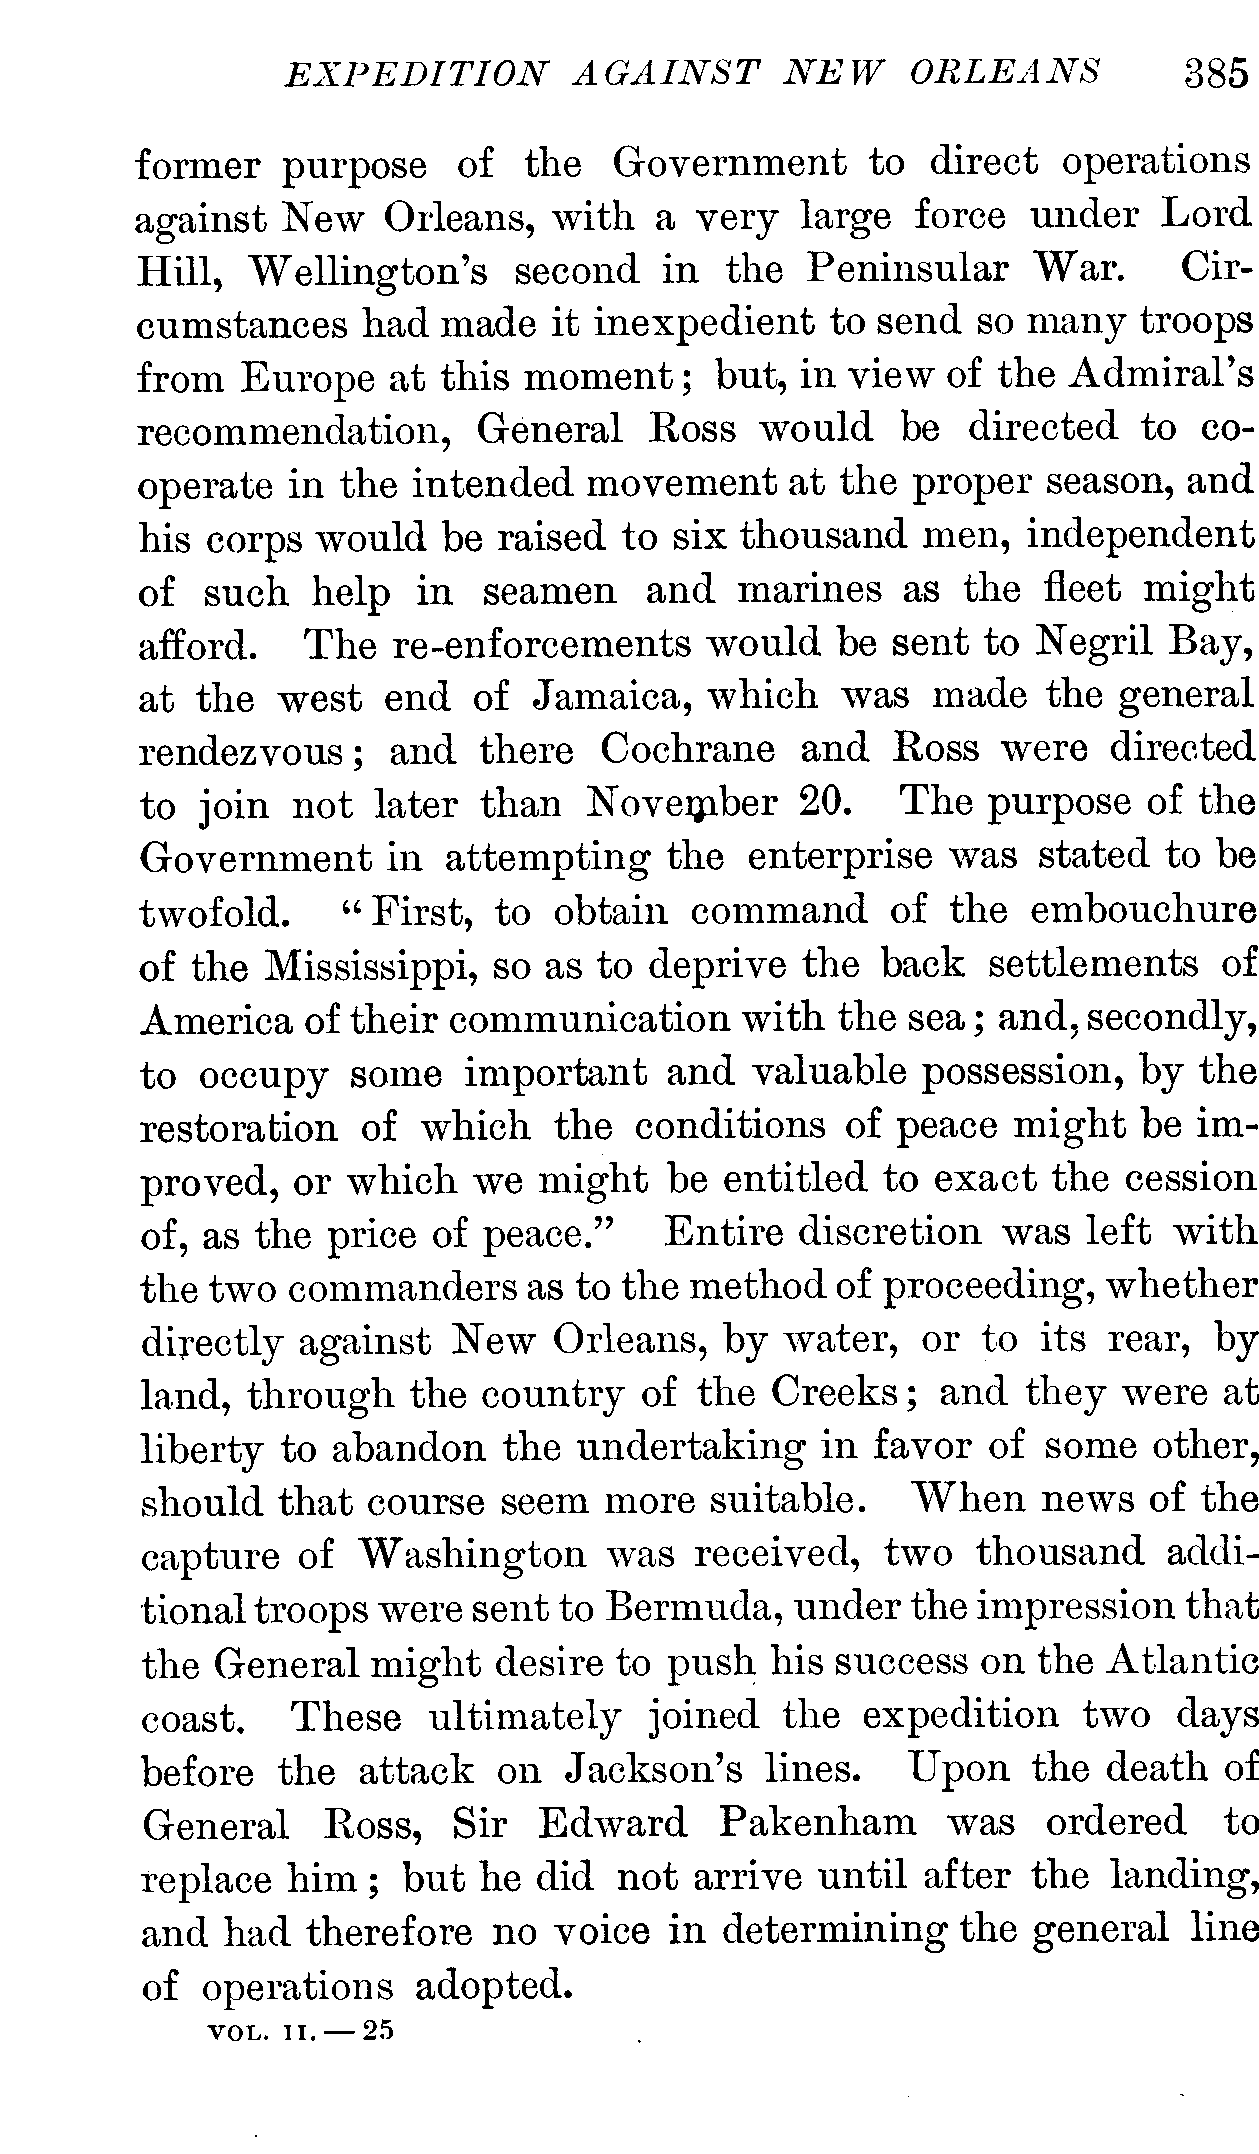 EXPEDITION AGAINST NEW ORLEANS 385
former purpose of the Government to direct operations
against New Orleans, with a very large force under Lord
Hill, Wellington's second in the Peninsular War. Cir-
cumstances had made it inexpedient to send so many troops
from Europe at this moment; but, in view of the Admiral's
recommendation, General Ross would be directed to co-
operate in the intended movement at the proper season, and
his corps would be raised to six thousand men, independent
of such help in seamen and marines as the fleet might
afford. The re-enforcements would be sent to Negril Bay,
at the west end of Jamaica, which was made the general
rendezvous; and there Cochrane and Ross were directed
to join not later than November 20. The purpose of the
Government in attempting the enterprise was stated to be
twofold. "First, to obtain command of the embouchure
of the Mississippi, so as to deprive the back settlements of
America of their communication with the sea; and, secondly,
to occupy some important and valuable possession, by the
restoration of which the conditions of peace might be im-
proved, or which we might be entitled to exact the cession
of, as the price of peace." Entire discretion was left with
the two commanders as to the method of proceeding, whether
directly against New Orleans, by water, or to its rear, by
land, through the country of the Creeks; and they were at
liberty to abandon the undertaking in favor of some other,
should that course seem more suitable. When news of the
capture of Washington was received, two thousand addi-
tional troops were sent to Bermuda, under the impression that
the General might desire to push his success on the Atlantic
coast. These ultimately joined the expedition two days
before the attack on Jackson's lines. Upon the death of
General Ross, Sir Edward Pakenham was ordered to
replace him; but he did not arrive until after the landing,
and had therefore no voice in determining the general line
of operations adopted.
VOL. II. — 25